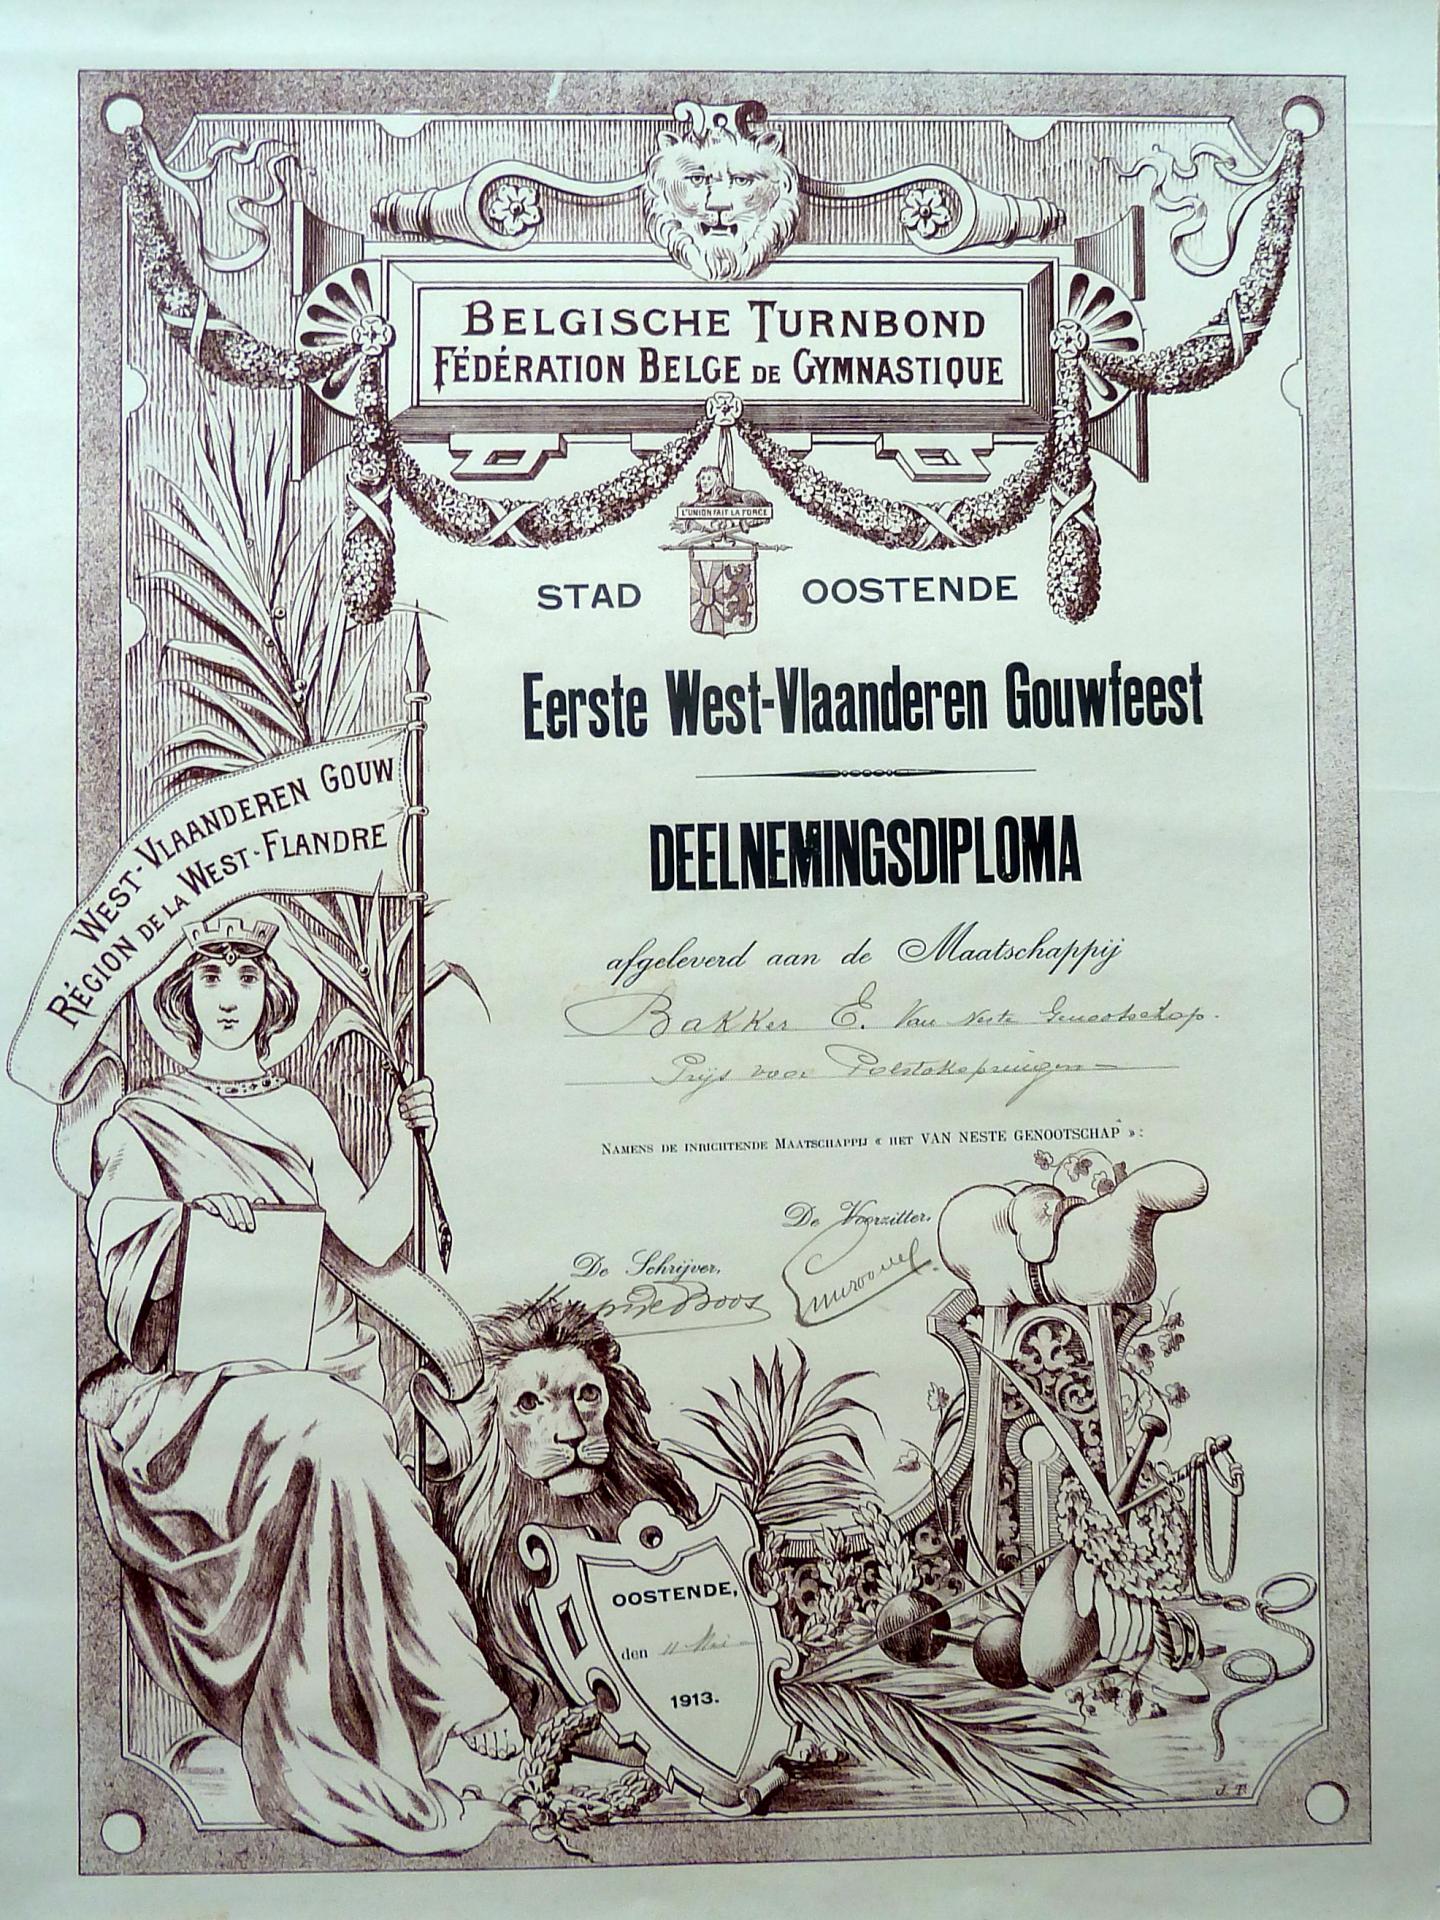 BELGISCHE TURNBOND
FÉDÉRATION BELGE DE GYMNASTIQUE
L'UNION FAIT LA FORCE
STAD OOSTENDE
Eerste West-Vlaanderen Gouwfeest
WEST-VLAANDEREN GOUW
RÉGION DE LA WEST-FLANDRE
DEELNEMINGSDIPLOMA
afgeleverd aan de Maatschappij
Bakker E. Van Neste Genootschap.
Prijs voor Polstokspringen
NAMENS DE INRICHTENDE MAATSCHAPPIJ « HET VAN NESTE GENOOTSCHAP » :
De Voorzitter,
De Schrijver,
OOSTENDE,
den 11 Mei
1913.
J. F.